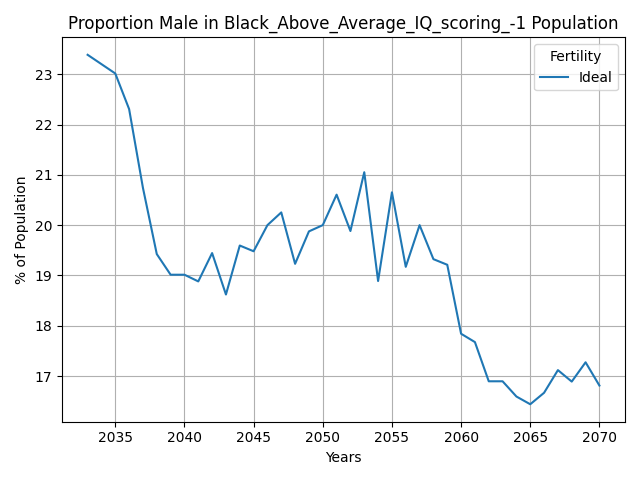 Proportion Male in Black_Above_Average_IQ_scoring_-1 Population
Fertility
Ideal
23
22
21
20
19
18
17
% of Population
2035 2040 2045 2050 2055 2060 2065 2070
Years